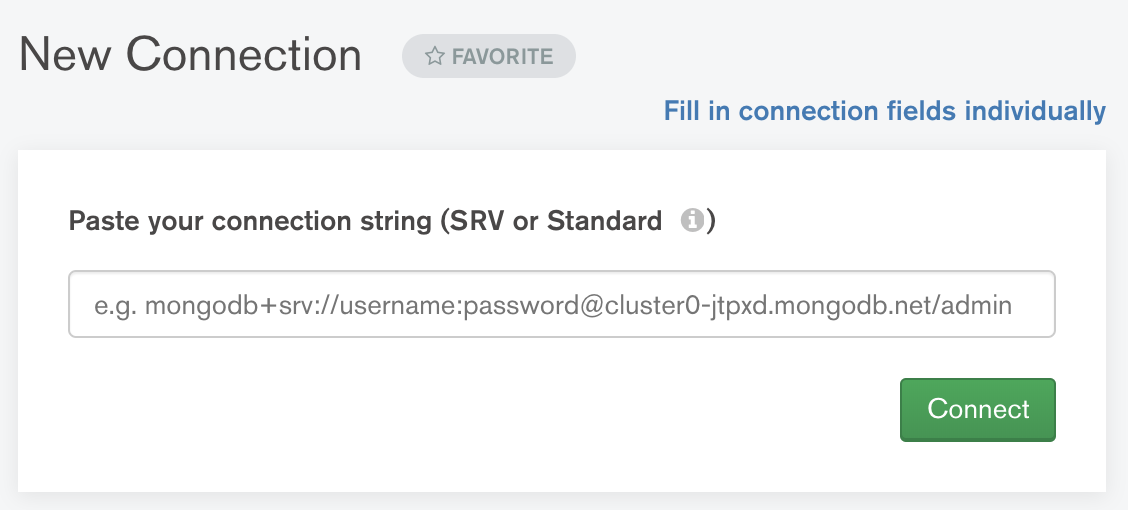 New Connection
FAVORITE
Fill in connection fields individually
Paste your connection string (SRV or Standard )
e.g. mongodb+srv://username:password@cluster0-jtpxd.mongodb.net/admin
Connect